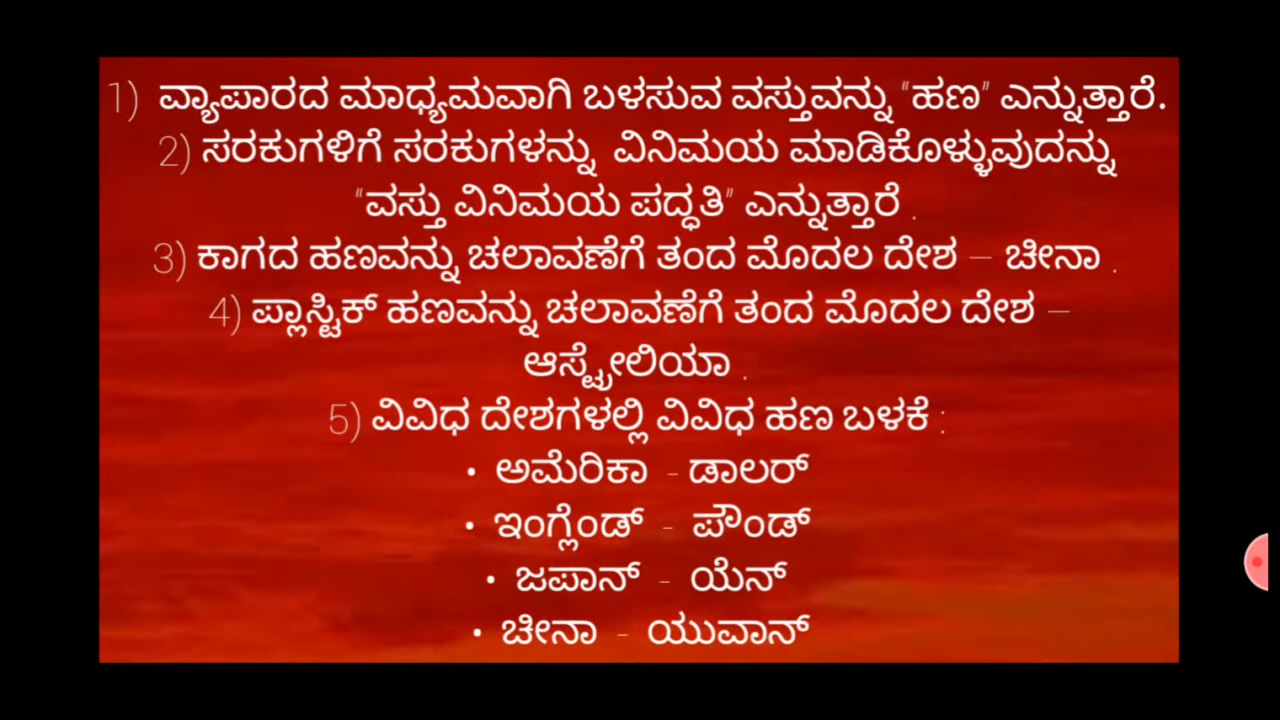 1) ವ್ಯಾಪಾರದ ಮಾಧ್ಯಮವಾಗಿ ಬಳಸುವ ವಸ್ತುವನ್ನು "ಹಣ" ಎನ್ನುತ್ತಾರೆ.
2) ಸರಕುಗಳಿಗೆ ಸರಕುಗಳನ್ನು ವಿನಿಮಯ ಮಾಡಿಕೊಳ್ಳುವುದನ್ನು
"ವಸ್ತು ವಿನಿಮಯ ಪದ್ಧತಿ" ಎನ್ನುತ್ತಾರೆ .
3) ಕಾಗದ ಹಣವನ್ನು ಚಲಾವಣೆಗೆ ತಂದ ಮೊದಲ ದೇಶ – ಚೀನಾ .
4) ಪ್ಲಾಸ್ಟಿಕ್ ಹಣವನ್ನು ಚಲಾವಣೆಗೆ ತಂದ ಮೊದಲ ದೇಶ –
ಆಸ್ಟ್ರೇಲಿಯಾ .
5) ವಿವಿಧ ದೇಶಗಳಲ್ಲಿ ವಿವಿಧ ಹಣ ಬಳಕೆ :
• ಅಮೆರಿಕಾ - ಡಾಲರ್
• ಇಂಗ್ಲೆಂಡ್ - ಪೌಂಡ್
• ಜಪಾನ್ - ಯೆನ್
• ಚೀನಾ - ಯುವಾನ್